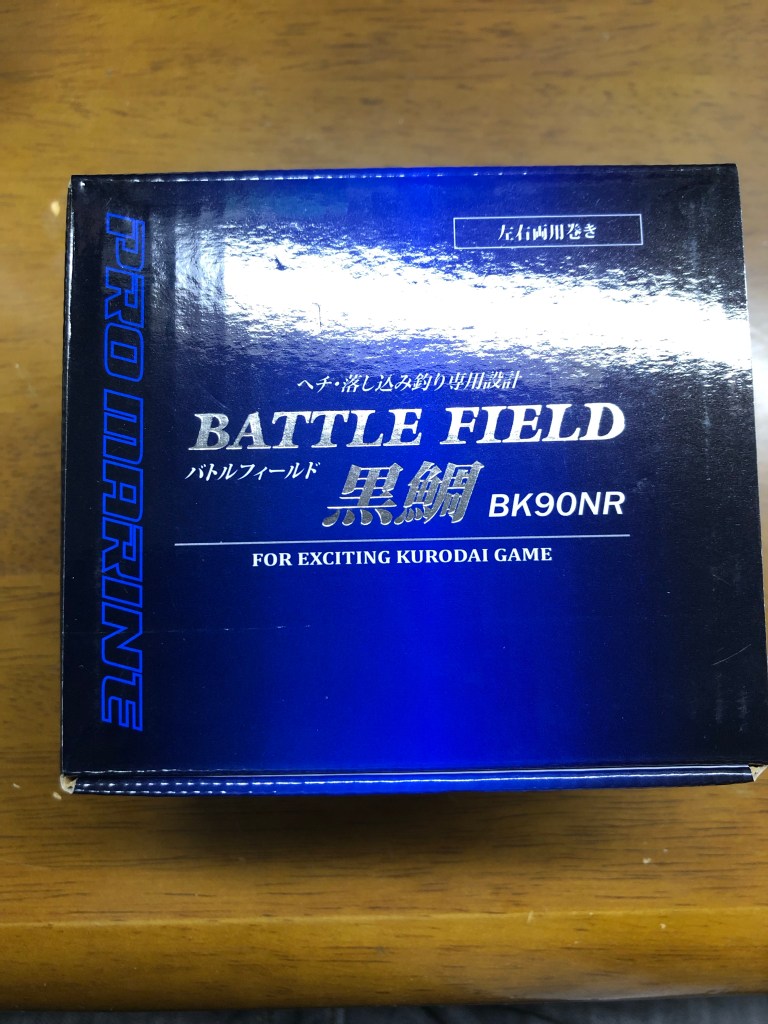 PRO MARINE
左右両用巻き
ヘチ・落し込み釣り専用設計
BATTLE FIELD
バトルフィールド 黒鯛 BK90NR
FOR EXCITING KURODAI GAME